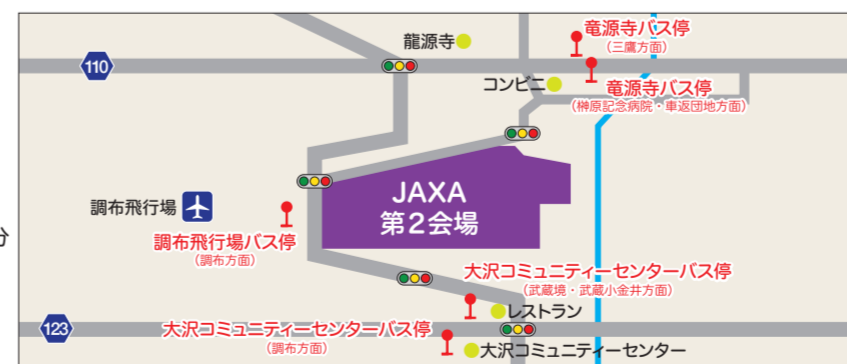 竜源寺バス停
(三鷹方面)
龍源寺
110
コンビニ
竜源寺バス停
(榊原記念病院・車返団地方面)
JAXA
第2会場
調布飛行場
分
調布飛行場バス停
(調布方面)
大沢コミュニティーセンターバス停
(武蔵境・武蔵小金井方面)
レストラン
123
大沢コミュニティーセンターバス停
(調布方面)
大沢コミュニティーセンター